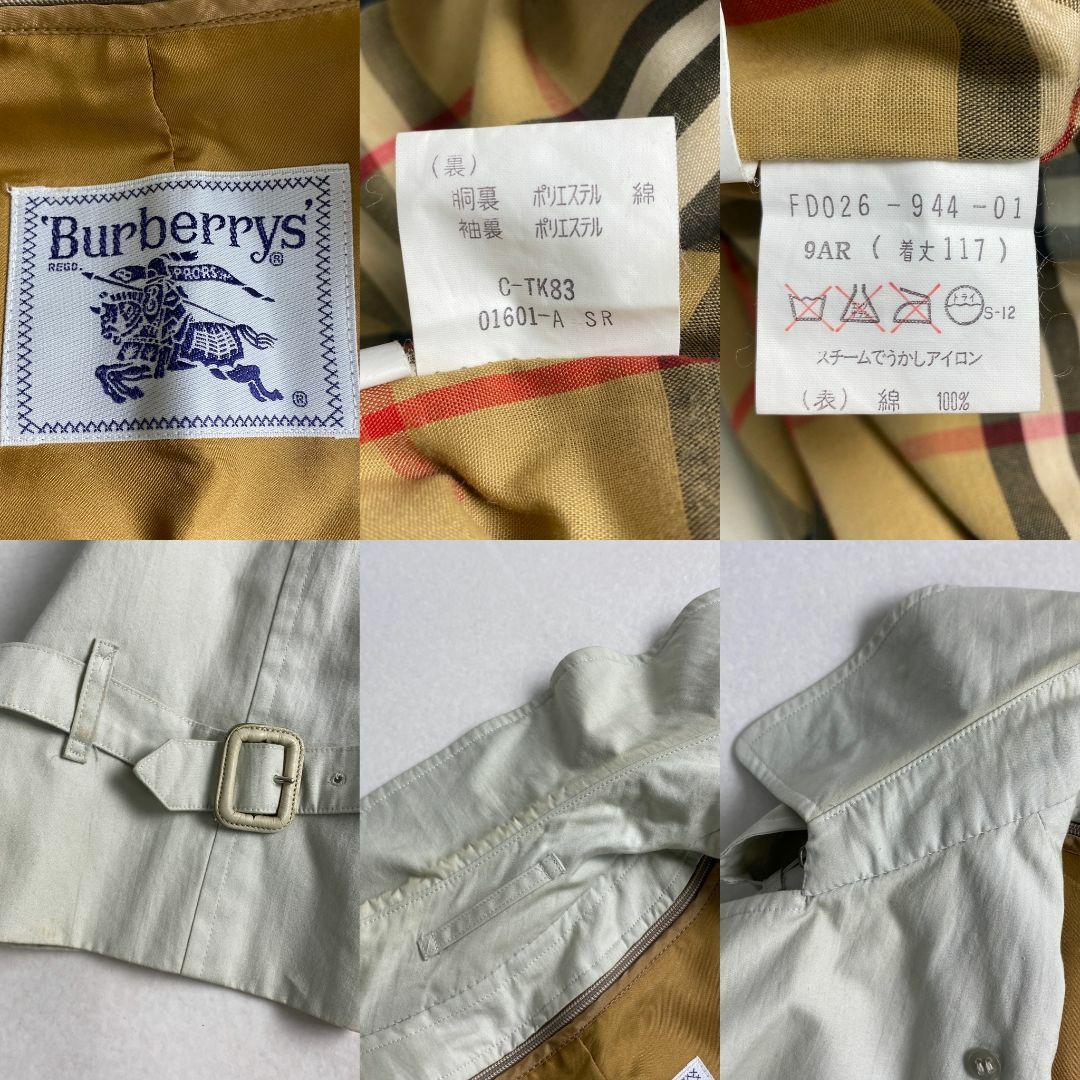 'Burberrys'®
REGD.
PRORSUM
®
(裏)
胴裏 ポリエステル 綿
袖裏 ポリエステル
C-TK83
01601-A SR
FD026-944-01
9AR (着丈117)
ドライ
S-12
スチームでうかしアイロン
(表) 綿 100%